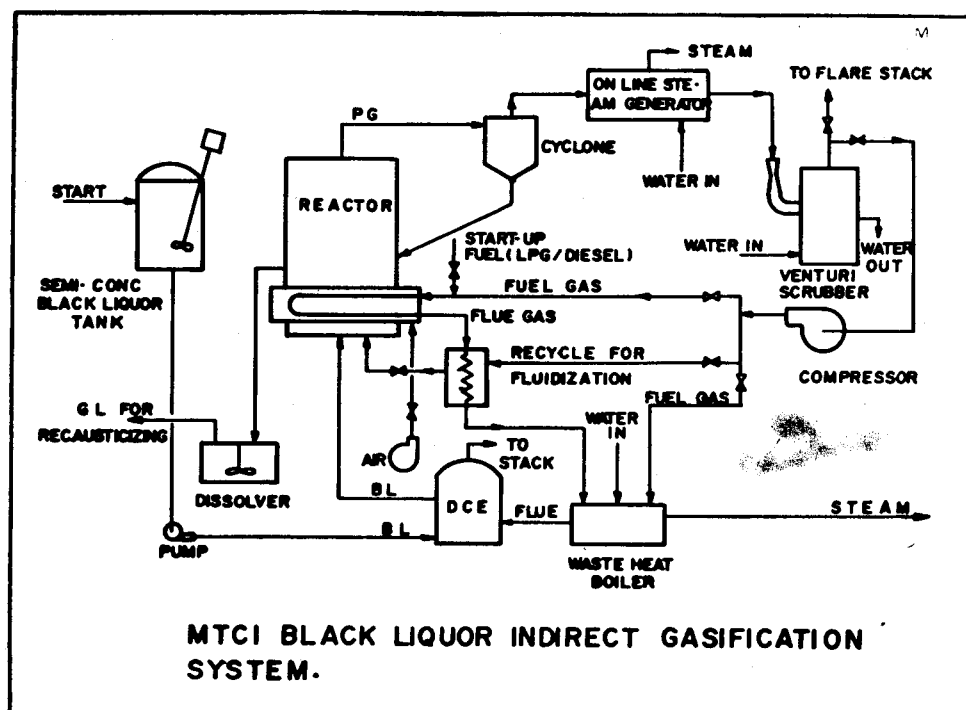 M
STEAM
TO FLARE STACK
ON LINE STE-
AM GENERATOR
PG
CYCLONE
START
REACTOR
WATER IN
START-UP
FUEL(LPG/DIESEL)
WATER IN
WATER
OUT
VENTURI
SCRUBBER
SEMI-CONC
BLACK LIQUOR
TANK
FUEL GAS
FLUE GAS
RECYCLE FOR
FLUIDIZATION
COMPRESSOR
FUEL GAS
GL FOR
RECAUSTICIZING
WATER
IN
AIR
TO
STACK
DISSOLVER
BL
DCE
FLUE
STEAM
PUMP
BL
WASTE HEAT
BOILER
MTCI BLACK LIQUOR INDIRECT GASIFICATION
SYSTEM.